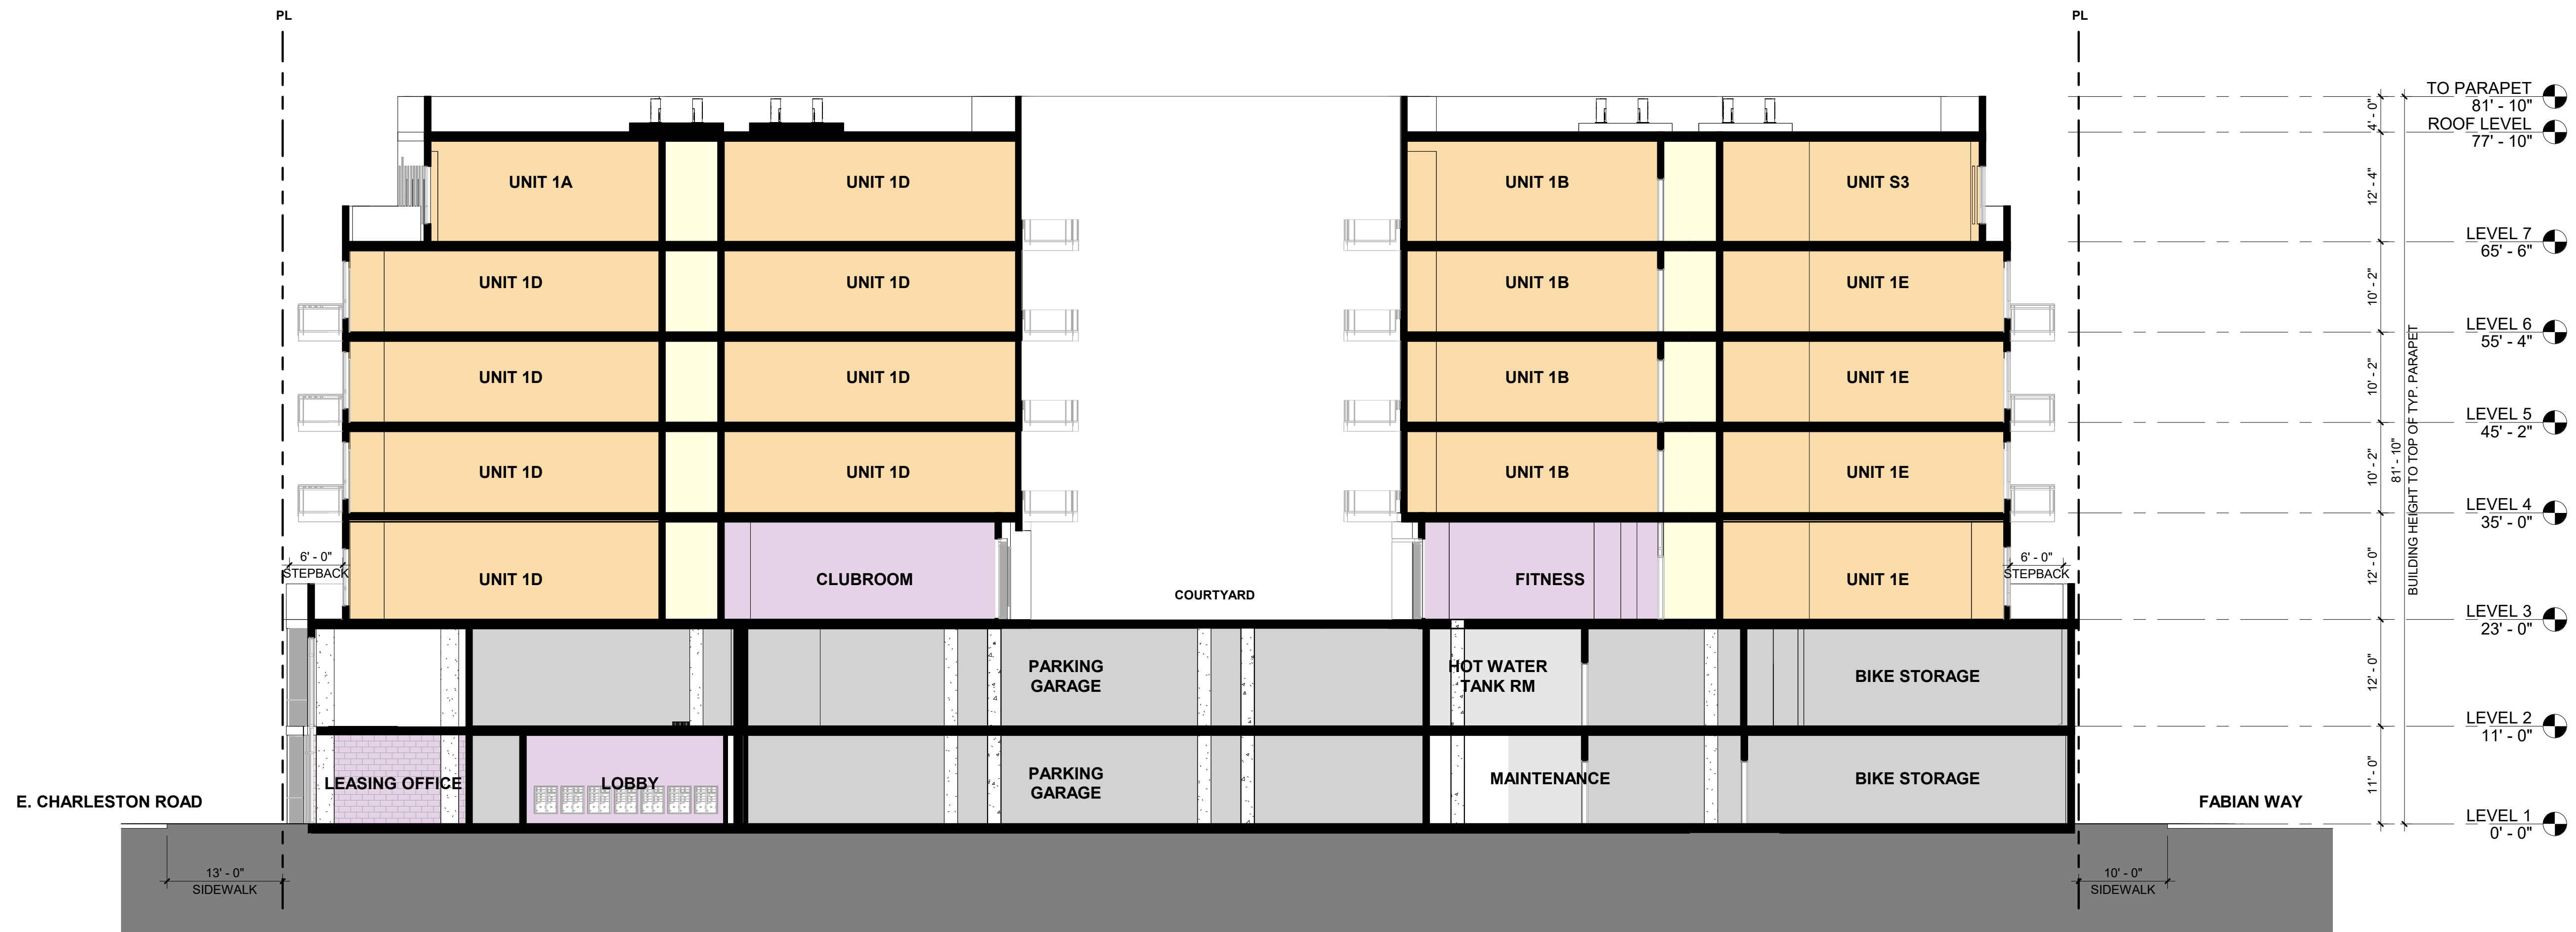 PL
PL
TO PARAPET
81' - 10"
4' - 0"
ROOF LEVEL
77' - 10"
UNIT 1A
UNIT 1D
UNIT 1B
UNIT S3
12' - 4"
LEVEL 7
65' - 6"
UNIT 1D
UNIT 1D
UNIT 1B
UNIT 1E
10' - 2"
LEVEL 6
55' - 4"
UNIT 1D
UNIT 1D
UNIT 1B
UNIT 1E
10' - 2"
LEVEL 5
45' - 2"
UNIT 1D
UNIT 1D
UNIT 1B
UNIT 1E
10' - 2"
81' - 10"
BUILDING HEIGHT TO TOP OF TYP. PARAPET
LEVEL 4
35' - 0"
6' - 0"
STEPBACK
UNIT 1D
CLUBROOM
COURTYARD
FITNESS
UNIT 1E
6' - 0"
STEPBACK
12' - 0"
LEVEL 3
23' - 0"
PARKING
GARAGE
HOT WATER
TANK RM
BIKE STORAGE
12' - 0"
LEVEL 2
11' - 0"
E. CHARLESTON ROAD
LEASING OFFICE
LOBBY
PARKING
GARAGE
MAINTENANCE
BIKE STORAGE
FABIAN WAY
11' - 0"
LEVEL 1
0' - 0"
13' - 0"
SIDEWALK
10' - 0"
SIDEWALK